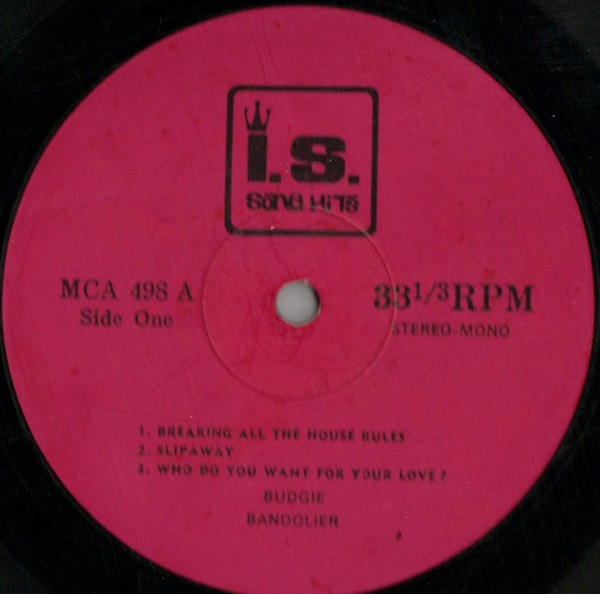 i.s.
SONG HITS
MCA 498 A
Side One
33 1/3 RPM
STEREO-MONO
1. BREAKING ALL THE HOUSE RULES
2. SLIPAWAY
3. WHO DO YOU WANT FOR YOUR LOVE?
BUDGIE
BANDOLIER